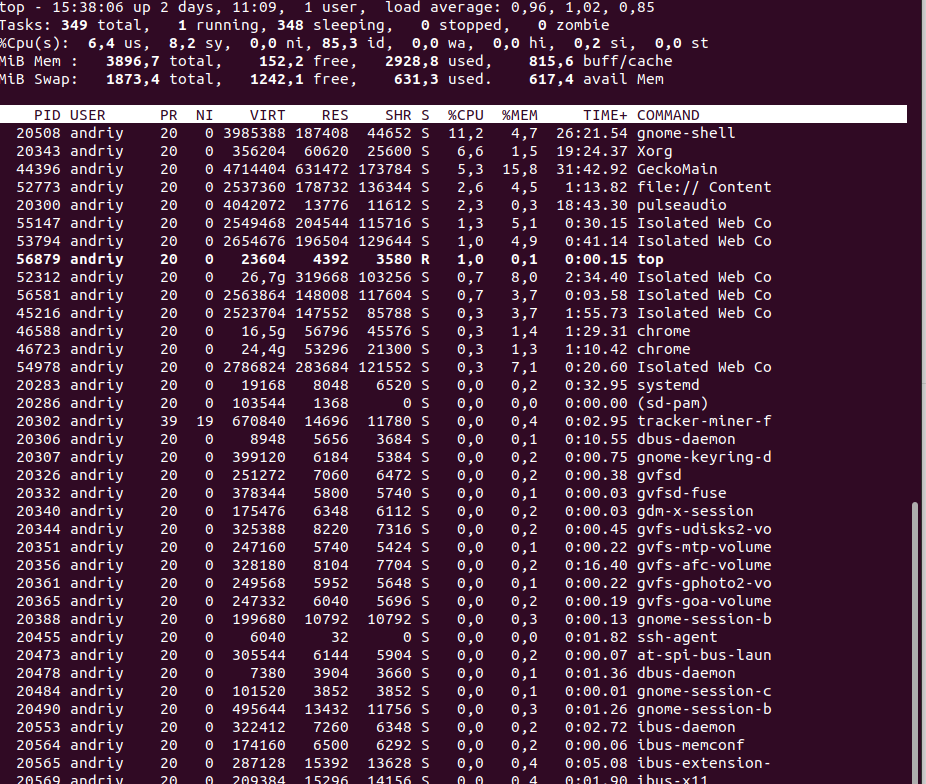 top - 15:38:06 up 2 days, 11:09,  1 user,  load average: 0,96, 1,02, 0,85
Tasks: 349 total,   1 running, 348 sleeping,   0 stopped,   0 zombie
%Cpu(s):  6,4 us,  8,2 sy,  0,0 ni, 85,3 id,  0,0 wa,  0,0 hi,  0,2 si,  0,0 st
MiB Mem :   3896,7 total,    152,2 free,   2928,8 used,    815,6 buff/cache
MiB Swap:   1873,4 total,   1242,1 free,    631,3 used.    617,4 avail Mem
PID USER      PR  NI    VIRT    RES    SHR S  %CPU  %MEM     TIME+ COMMAND
20508 andriy    20   0 3985388 187408  44652 S  11,2   4,7  26:21.54 gnome-shell
20343 andriy    20   0  356204  60620  25600 S   6,6   1,5  19:24.37 Xorg
44396 andriy    20   0 4714404 631472 173784 S   5,3  15,8  31:42.92 GeckoMain
52773 andriy    20   0 2537360 178732 136344 S   2,6   4,5   1:13.82 file:// Content
20300 andriy    20   0 4042072  13776  11612 S   2,3   0,3  18:43.30 pulseaudio
55147 andriy    20   0 2549468 204544 115716 S   1,3   5,1   0:30.15 Isolated Web Co
53794 andriy    20   0 2654676 196504 129644 S   1,0   4,9   0:41.14 Isolated Web Co
56879 andriy    20   0   23604   4392   3580 R   1,0   0,1   0:00.15 top
52312 andriy    20   0   26,7g 319668 103256 S   0,7   8,0   2:34.40 Isolated Web Co
56581 andriy    20   0 2563864 148008 117604 S   0,7   3,7   0:03.58 Isolated Web Co
45216 andriy    20   0 2523704 147552  85788 S   0,3   3,7   1:55.73 Isolated Web Co
46588 andriy    20   0   16,5g  56796  45576 S   0,3   1,4   1:29.31 chrome
46723 andriy    20   0   24,4g  53296  21300 S   0,3   1,3   1:10.42 chrome
54978 andriy    20   0 2786824 283684 121552 S   0,3   7,1   0:20.60 Isolated Web Co
20283 andriy    20   0   19168   8048   6520 S   0,0   0,2   0:32.95 systemd
20286 andriy    20   0  103544   1368      0 S   0,0   0,0   0:00.00 (sd-pam)
20302 andriy    39  19  670840  14696  11780 S   0,0   0,4   0:02.95 tracker-miner-f
20306 andriy    20   0    8948   5656   3684 S   0,0   0,1   0:10.55 dbus-daemon
20307 andriy    20   0  399120   6184   5384 S   0,0   0,2   0:00.75 gnome-keyring-d
20326 andriy    20   0  251272   7060   6472 S   0,0   0,2   0:00.38 gvfsd
20332 andriy    20   0  378344   5800   5740 S   0,0   0,1   0:00.03 gvfsd-fuse
20340 andriy    20   0  175476   6348   6112 S   0,0   0,2   0:00.03 gdm-x-session
20344 andriy    20   0  325388   8220   7316 S   0,0   0,2   0:00.45 gvfs-udisks2-vo
20351 andriy    20   0  247160   5740   5424 S   0,0   0,1   0:00.22 gvfs-mtp-volume
20356 andriy    20   0  328180   8104   7704 S   0,0   0,2   0:16.40 gvfs-afc-volume
20361 andriy    20   0  249568   5952   5648 S   0,0   0,1   0:00.22 gvfs-gphoto2-vo
20365 andriy    20   0  247332   6040   5696 S   0,0   0,2   0:00.19 gvfs-goa-volume
20388 andriy    20   0  199680  10792  10792 S   0,0   0,3   0:00.13 gnome-session-b
20455 andriy    20   0    6040     32      0 S   0,0   0,0   0:01.82 ssh-agent
20473 andriy    20   0  305544   6144   5904 S   0,0   0,2   0:00.07 at-spi-bus-laun
20478 andriy    20   0    7380   3904   3660 S   0,0   0,1   0:01.36 dbus-daemon
20484 andriy    20   0  101520   3852   3852 S   0,0   0,1   0:00.01 gnome-session-c
20490 andriy    20   0  495644  13432  11756 S   0,0   0,3   0:01.26 gnome-session-b
20553 andriy    20   0  322412   7260   6348 S   0,0   0,2   0:02.72 ibus-daemon
20564 andriy    20   0  174160   6500   6292 S   0,0   0,2   0:00.06 ibus-memconf
20565 andriy    20   0  287128  15392  13628 S   0,0   0,4   0:05.08 ibus-extension-
20569 andriy    20   0  209384  15296  14156 S   0,0   0,4   0:01.90 ibus-x11